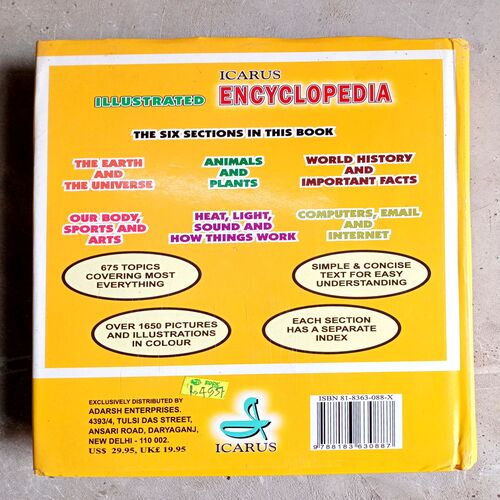 ICARUS
ILLUSTRATED ENCYCLOPEDIA
THE SIX SECTIONS IN THIS BOOK
THE EARTH
AND
THE UNIVERSE
ANIMALS
AND
PLANTS
WORLD HISTORY
AND
IMPORTANT FACTS
OUR BODY,
SPORTS AND
ARTS
HEAT, LIGHT,
SOUND AND
HOW THINGS WORK
COMPUTERS, EMAIL
AND
INTERNET
675 TOPICS
COVERING MOST
EVERYTHING
SIMPLE & CONCISE
TEXT FOR EASY
UNDERSTANDING
OVER 1650 PICTURES
AND ILLUSTRATIONS
IN COLOUR
EACH SECTION
HAS A SEPARATE
INDEX
EXCLUSIVELY DISTRIBUTED BY
ADARSH ENTERPRISES.
4393/4, TULSI DAS STREET,
ANSARI ROAD, DARYAGANJ,
NEW DELHI - 110 002.
US$ 29.95, UK£ 19.95
ICARUS
ISBN 81-8363-088-X
9788183630887